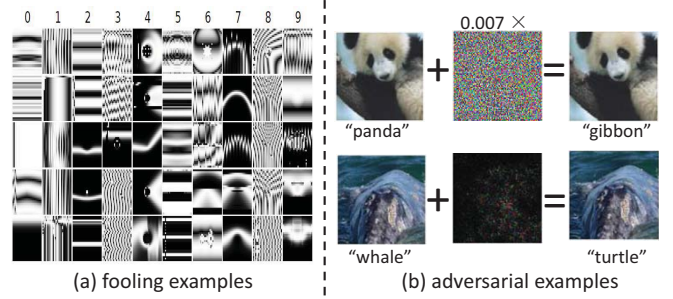 0 1 2 3 4 5 6 7 8 9
(a) fooling examples
0.007 ×
+ =
“panda” “gibbon”
+ =
“whale” “turtle”
(b) adversarial examples